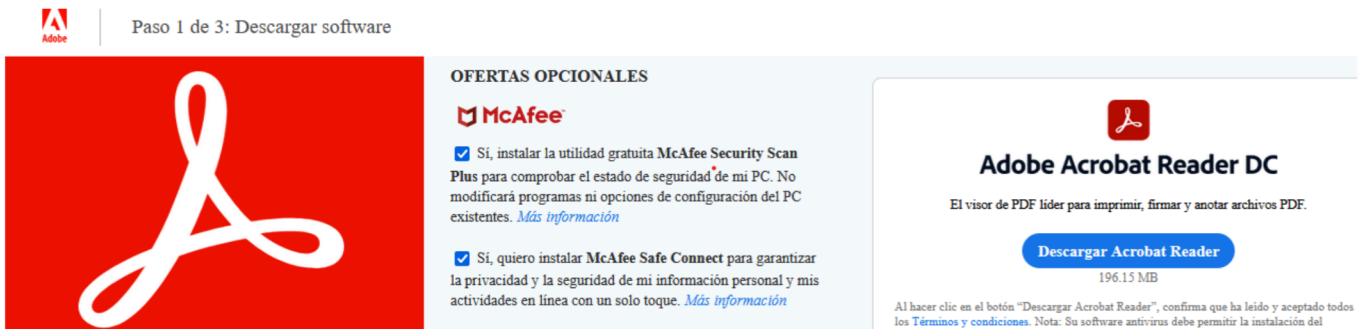 Adobe
Paso 1 de 3: Descargar software
OFERTAS OPCIONALES
McAfee™
Sí, instalar la utilidad gratuita McAfee Security Scan
Plus para comprobar el estado de seguridad de mi PC. No
modificará programas ni opciones de configuración del PC
existentes. Más información
Sí, quiero instalar McAfee Safe Connect para garantizar
la privacidad y la seguridad de mi información personal y mis
actividades en línea con un solo toque. Más información
Adobe Acrobat Reader DC
El visor de PDF líder para imprimir, firmar y anotar archivos PDF.
Descargar Acrobat Reader
196.15 MB
Al hacer clic en el botón “Descargar Acrobat Reader”, confirma que ha leído y aceptado todos
los Términos y condiciones. Nota: Su software antivirus debe permitir la instalación del